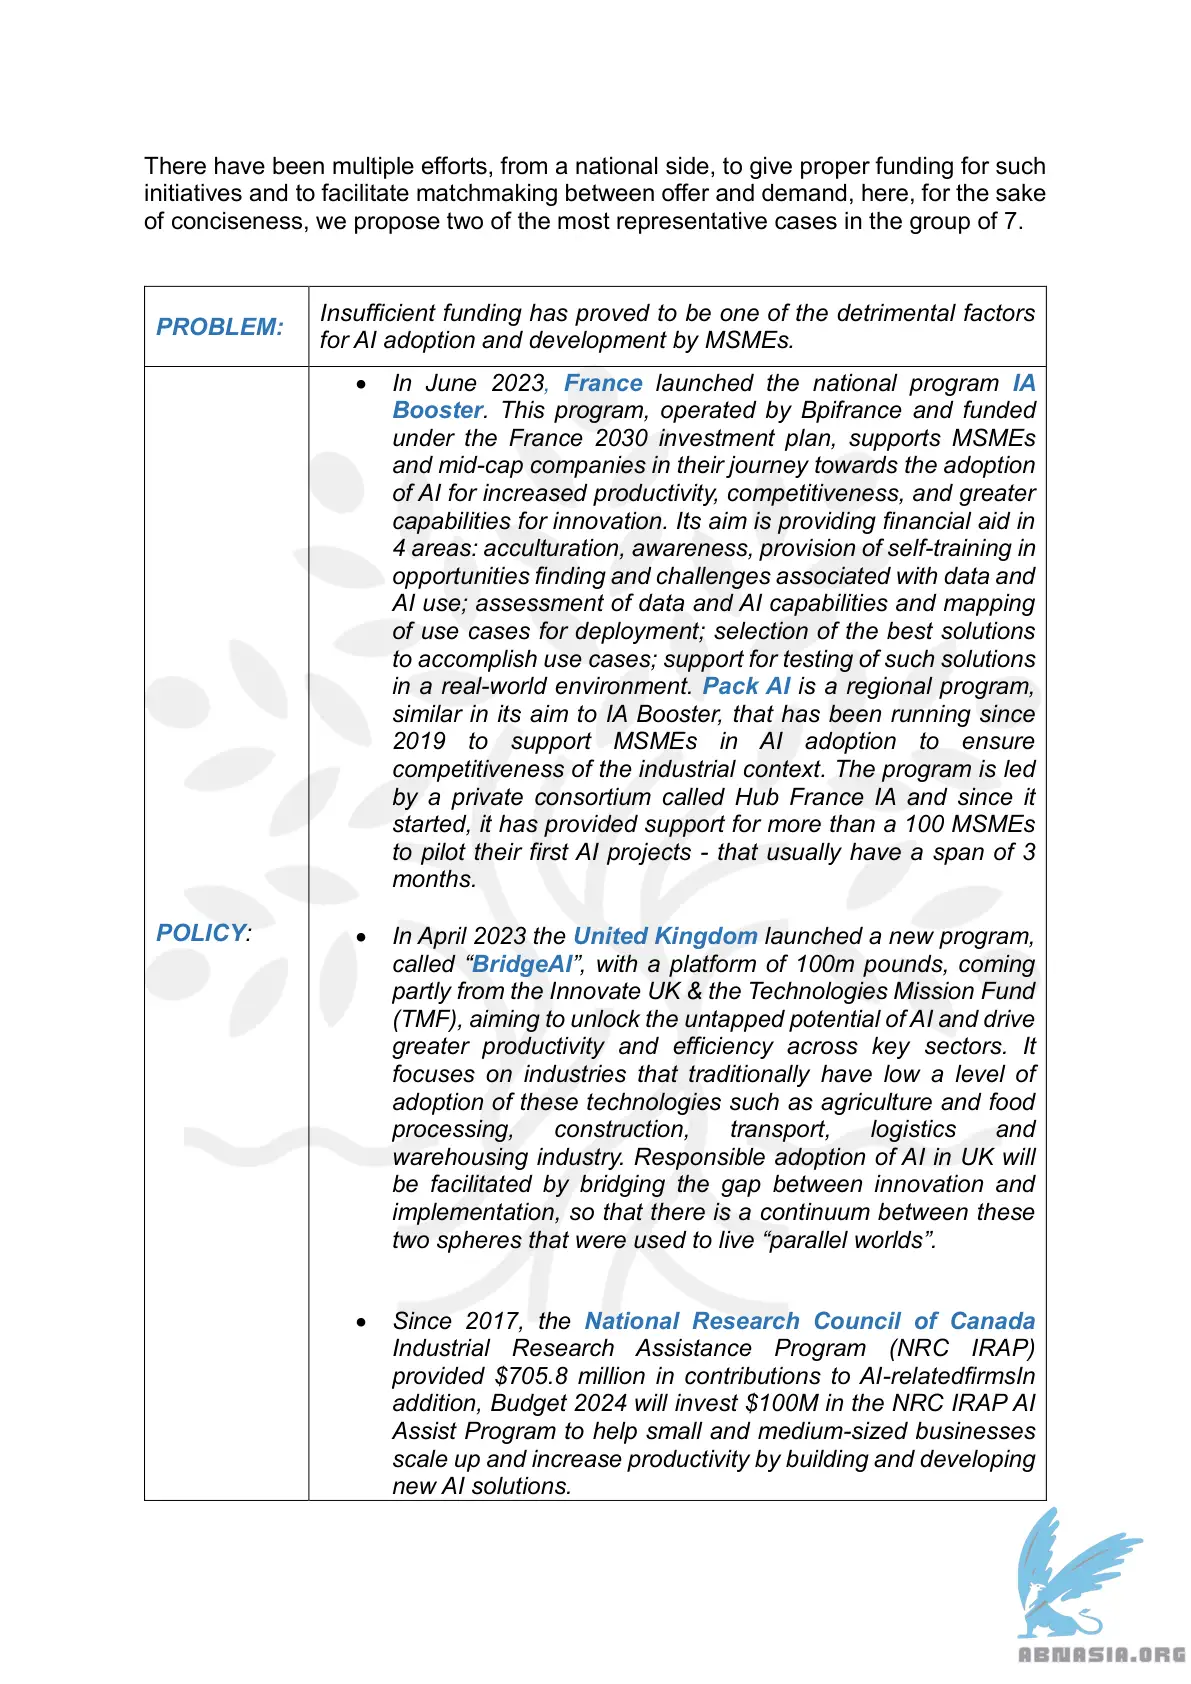 There have been multiple efforts, from a national side, to give proper funding for such
initiatives and to facilitate matchmaking between offer and demand, here, for the sake
of conciseness, we propose two of the most representative cases in the group of 7.
PROBLEM:
Insufficient funding has proved to be one of the detrimental factors
for AI adoption and development by MSMEs.
POLICY:
• In June 2023, France launched the national program IA
Booster. This program, operated by Bpifrance and funded
under the France 2030 investment plan, supports MSMEs
and mid-cap companies in their journey towards the adoption
of AI for increased productivity, competitiveness, and greater
capabilities for innovation. Its aim is providing financial aid in
4 areas: acculturation, awareness, provision of self-training in
opportunities finding and challenges associated with data and
AI use; assessment of data and AI capabilities and mapping
of use cases for deployment; selection of the best solutions
to accomplish use cases; support for testing of such solutions
in a real-world environment. Pack AI is a regional program,
similar in its aim to IA Booster, that has been running since
2019 to support MSMEs in AI adoption to ensure
competitiveness of the industrial context. The program is led
by a private consortium called Hub France IA and since it
started, it has provided support for more than a 100 MSMEs
to pilot their first AI projects - that usually have a span of 3
months.
• In April 2023 the United Kingdom launched a new program,
called “BridgeAI”, with a platform of 100m pounds, coming
partly from the Innovate UK & the Technologies Mission Fund
(TMF), aiming to unlock the untapped potential of AI and drive
greater productivity and efficiency across key sectors. It
focuses on industries that traditionally have low a level of
adoption of these technologies such as agriculture and food
processing, construction, transport, logistics and
warehousing industry. Responsible adoption of AI in UK will
be facilitated by bridging the gap between innovation and
implementation, so that there is a continuum between these
two spheres that were used to live “parallel worlds”.
• Since 2017, the National Research Council of Canada
Industrial Research Assistance Program (NRC IRAP)
provided $705.8 million in contributions to AI-relatedfirmsIn
addition, Budget 2024 will invest $100M in the NRC IRAP AI
Assist Program to help small and medium-sized businesses
scale up and increase productivity by building and developing
new AI solutions.
ABNASIA.ORG